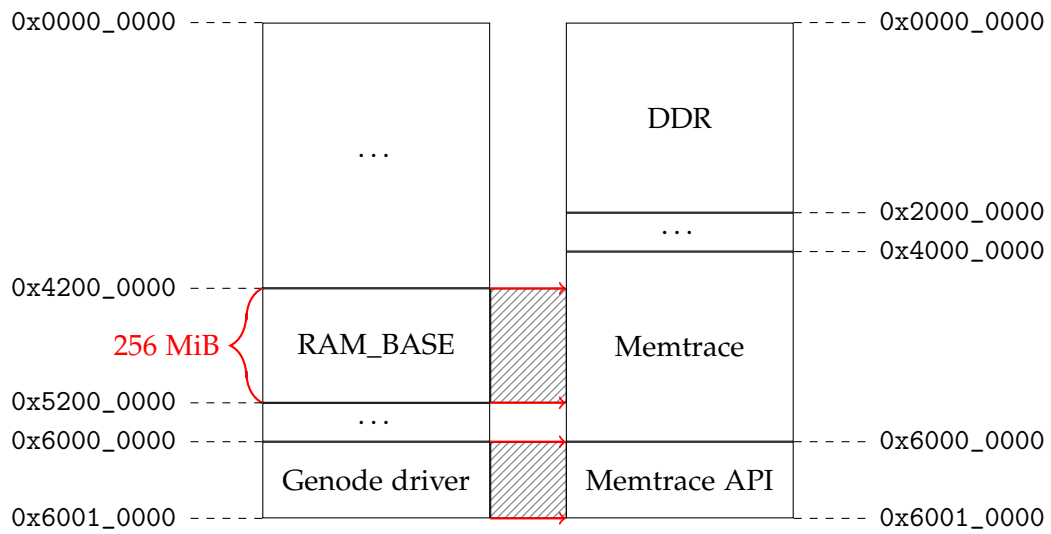 0x0000_0000
0x0000_0000
DDR
...
0x2000_0000
...
0x4000_0000
0x4200_0000
256 MiB
RAM_BASE
Memtrace
0x5200_0000
...
0x6000_0000
0x6000_0000
Genode driver
Memtrace API
0x6001_0000
0x6001_0000